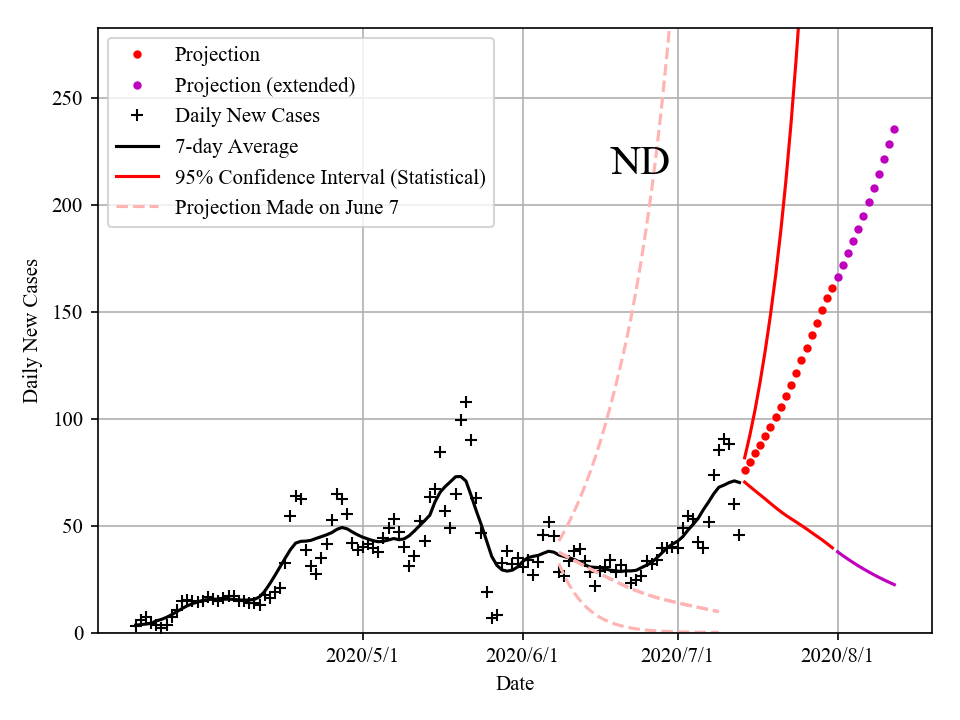 Projection
Projection (extended)
Daily New Cases
7-day Average
95% Confidence Interval (Statistical)
Projection Made on June 7
ND
250
200
150
100
50
0
Daily New Cases
2020/5/1
2020/6/1
2020/7/1
2020/8/1
Date